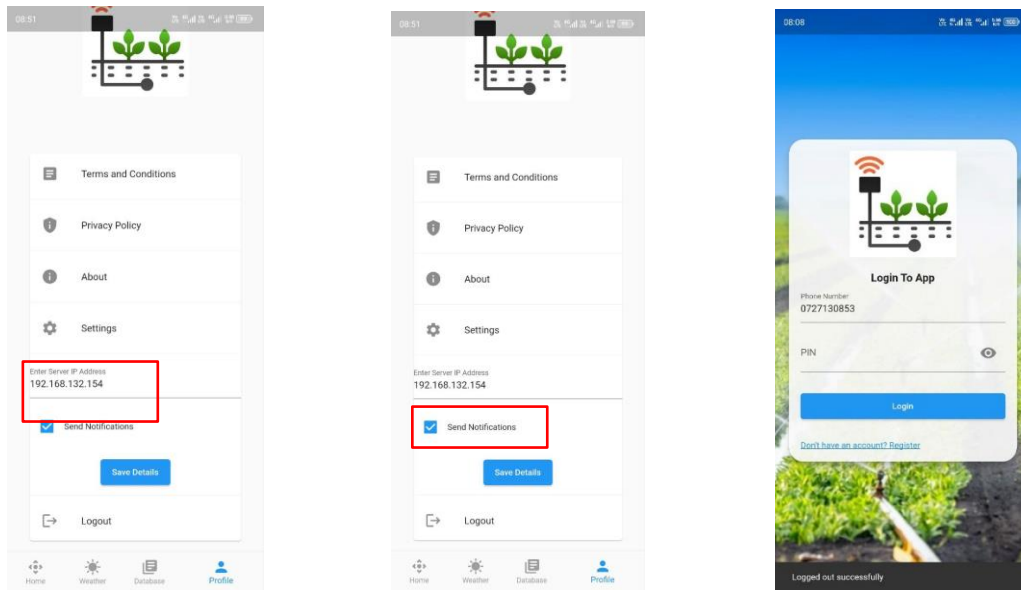 08:51
Terms and Conditions
Privacy Policy
About
Settings
Enter Server IP Address
192.168.132.154
Send Notifications
Save Details
Logout
Home Weather Database Profile
08:51
Terms and Conditions
Privacy Policy
About
Settings
Enter Server IP Address
192.168.132.154
Send Notifications
Save Details
Logout
Home Weather Database Profile
08:08
Login To App
Phone Number
0727130853
PIN
Login
Don't have an account? Register
Logged out successfully